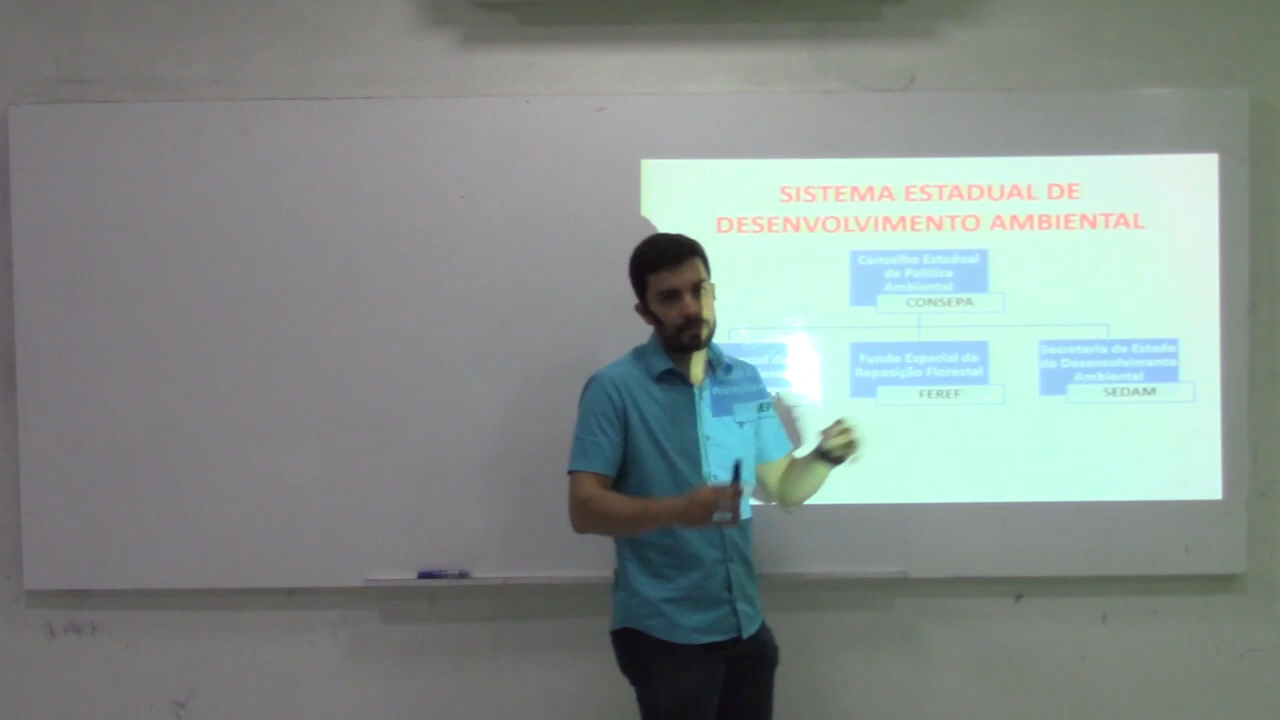 SISTEMA ESTADUAL DE
DESENVOLVIMENTO AMBIENTAL
Conselho Estadual
de Política
Ambiental
CONSEPA
Fundo Especial de
Reposição Florestal
FEREF
Secretaria de Estado
do Desenvolvimento
Ambiental
SEDAM